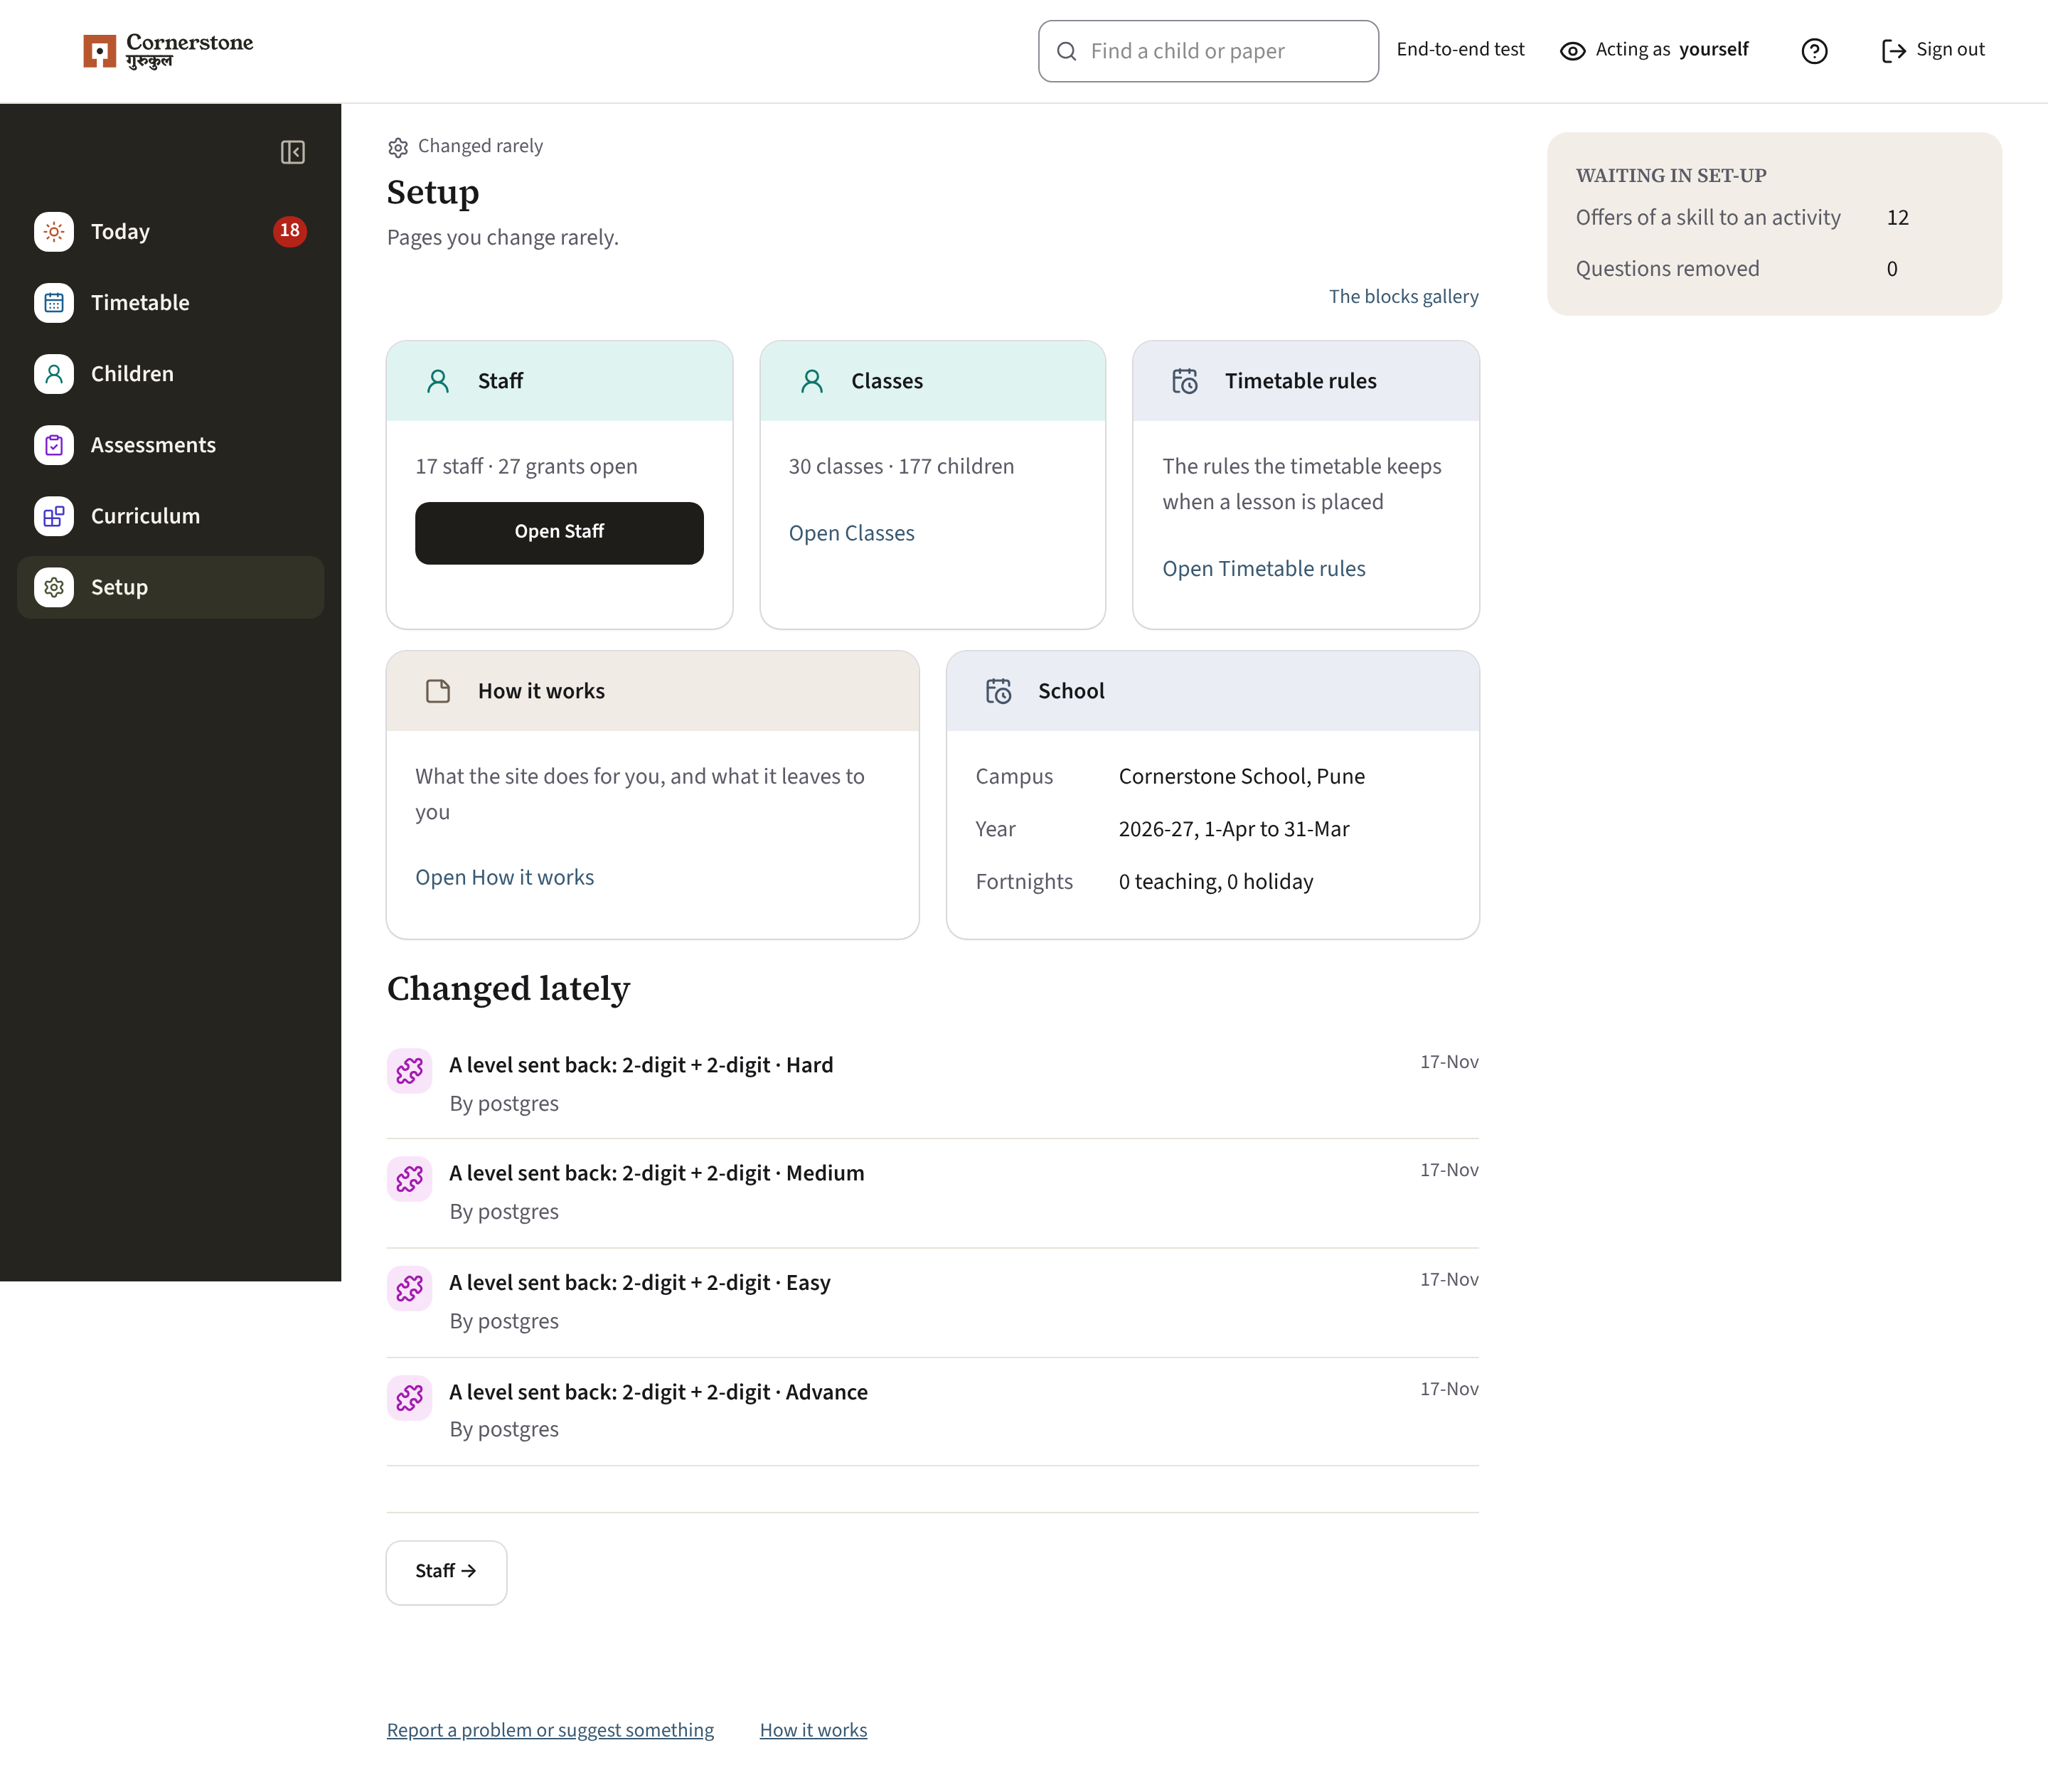 Cornerstone
गुरुकुल
Find a child or paper
End-to-end test
Acting as yourself
Sign out
Today 18
Timetable
Children
Assessments
Curriculum
Setup
Changed rarely
Setup
Pages you change rarely.
The blocks gallery
Staff
17 staff · 27 grants open
Open Staff
Classes
30 classes · 177 children
Open Classes
Timetable rules
The rules the timetable keeps
when a lesson is placed
Open Timetable rules
How it works
What the site does for you, and what it leaves to
you
Open How it works
School
Campus Cornerstone School, Pune
Year 2026-27, 1-Apr to 31-Mar
Fortnights 0 teaching, 0 holiday
Changed lately
A level sent back: 2-digit + 2-digit · Hard 17-Nov
By postgres
A level sent back: 2-digit + 2-digit · Medium 17-Nov
By postgres
A level sent back: 2-digit + 2-digit · Easy 17-Nov
By postgres
A level sent back: 2-digit + 2-digit · Advance 17-Nov
By postgres
Staff →
Report a problem or suggest something
How it works
WAITING IN SET-UP
Offers of a skill to an activity 12
Questions removed 0